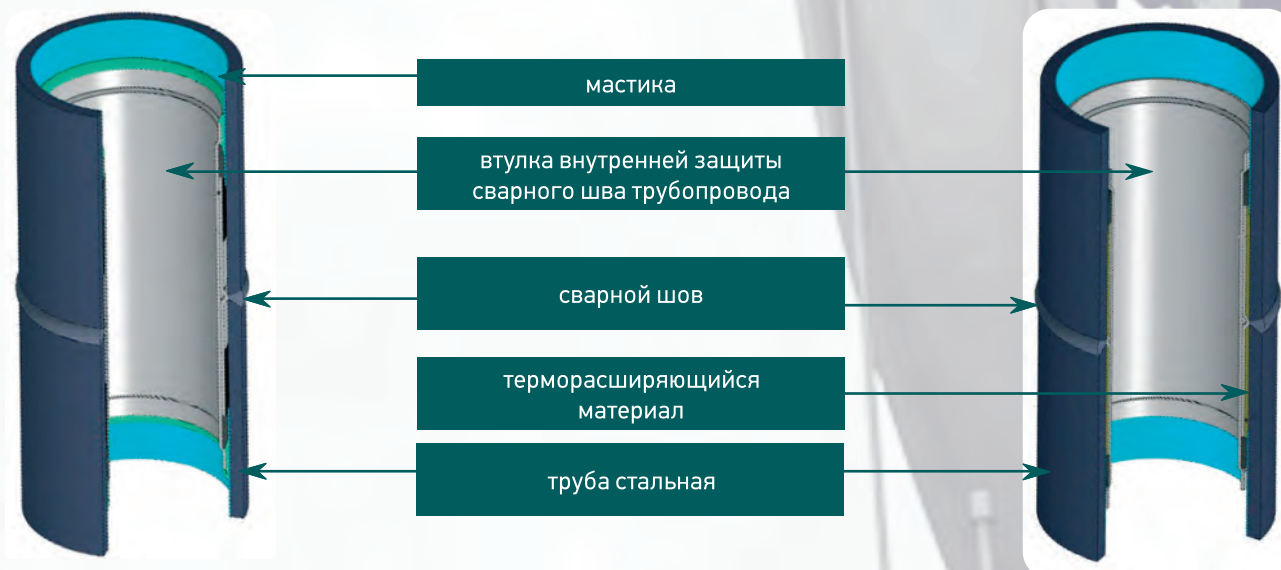 мастика
втулка внутренней защиты
сварного шва трубопровода
сварной шов
терморасширяющийся
материал
труба стальная